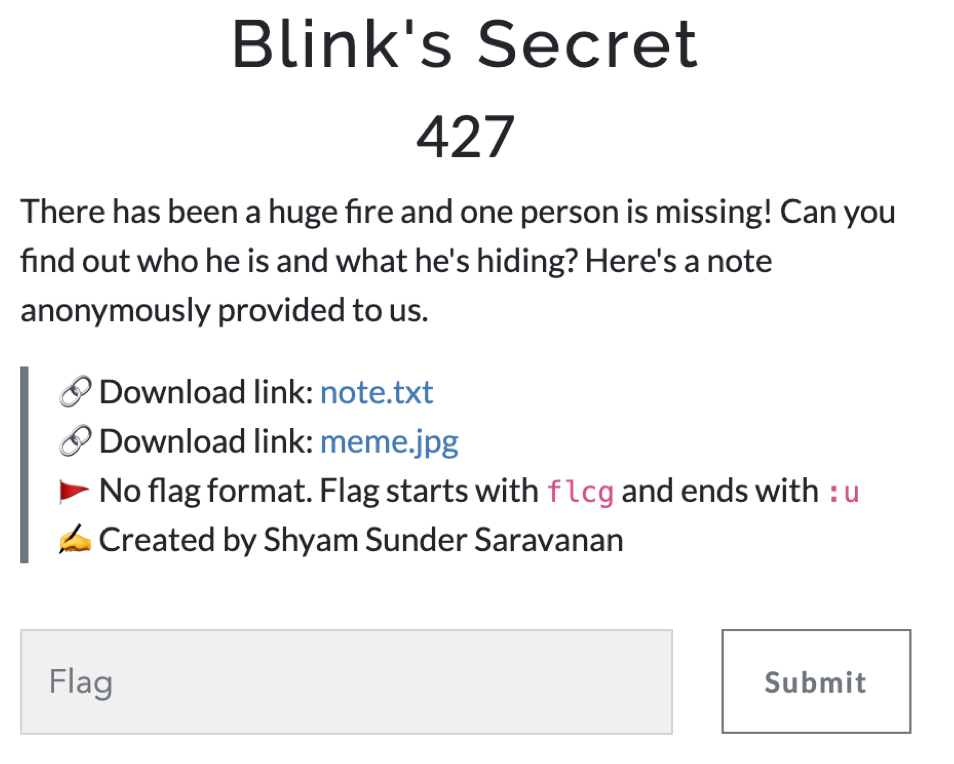 Blink's Secret
427
There has been a huge fire and one person is missing! Can you
find out who he is and what he's hiding? Here's a note
anonymously provided to us.
🔗 Download link: note.txt
🔗 Download link: meme.jpg
🚩 No flag format. Flag starts with flcg and ends with :u
✍️ Created by Shyam Sunder Saravanan
Flag
Submit